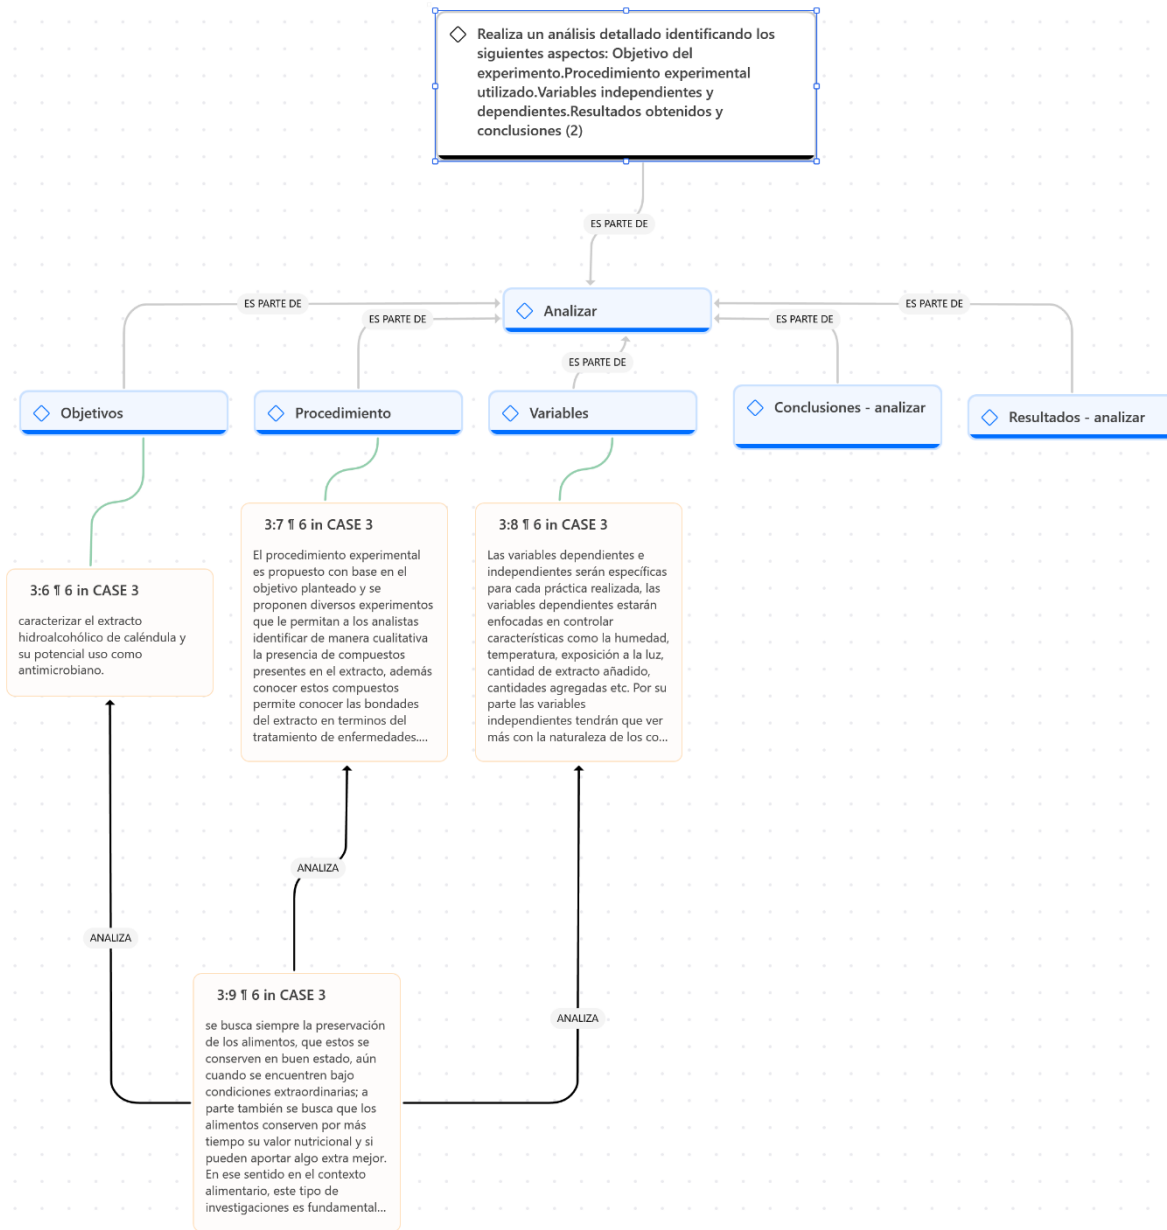 Realiza un análisis detallado identificando los
siguientes aspectos: Objetivo del
experimento.Procedimiento experimental
utilizado.Variables independientes y
dependientes.Resultados obtenidos y
conclusiones (2)
ES PARTE DE
ES PARTE DE
ES PARTE DE
ES PARTE DE
ES PARTE DE
ES PARTE DE
Analizar
Objetivos
Procedimiento
Variables
Conclusiones - analizar
Resultados - analizar
3:6 ¶ 6 in CASE 3
caracterizar el extracto
hidroalcohólico de caléndula y
su potencial uso como
antimicrobiano.
3:7 ¶ 6 in CASE 3
El procedimiento experimental
es propuesto con base en el
objetivo planteado y se
proponen diversos experimentos
que le permitan a los analistas
identificar de manera cualitativa
la presencia de compuestos
presentes en el extracto, además
conocer estos compuestos
permite conocer las bondades
del extracto en terminos del
tratamiento de enfermedades....
3:8 ¶ 6 in CASE 3
Las variables dependientes e
independientes serán específicas
para cada práctica realizada, las
variables dependientes estarán
enfocadas en controlar
características como la humedad,
temperatura, exposición a la luz,
cantidad de extracto añadido,
cantidades agregadas etc. Por su
parte las variables
independientes tendrán que ver
más con la naturaleza de los co...
ANALIZA
ANALIZA
ANALIZA
3:9 ¶ 6 in CASE 3
se busca siempre la preservación
de los alimentos, que estos se
conserven en buen estado, aún
cuando se encuentren bajo
condiciones extraordinarias; a
parte también se busca que los
alimentos conserven por más
tiempo su valor nutricional y si
pueden aportar algo extra mejor.
En ese sentido en el contexto
alimentario, este tipo de
investigaciones es fundamental...